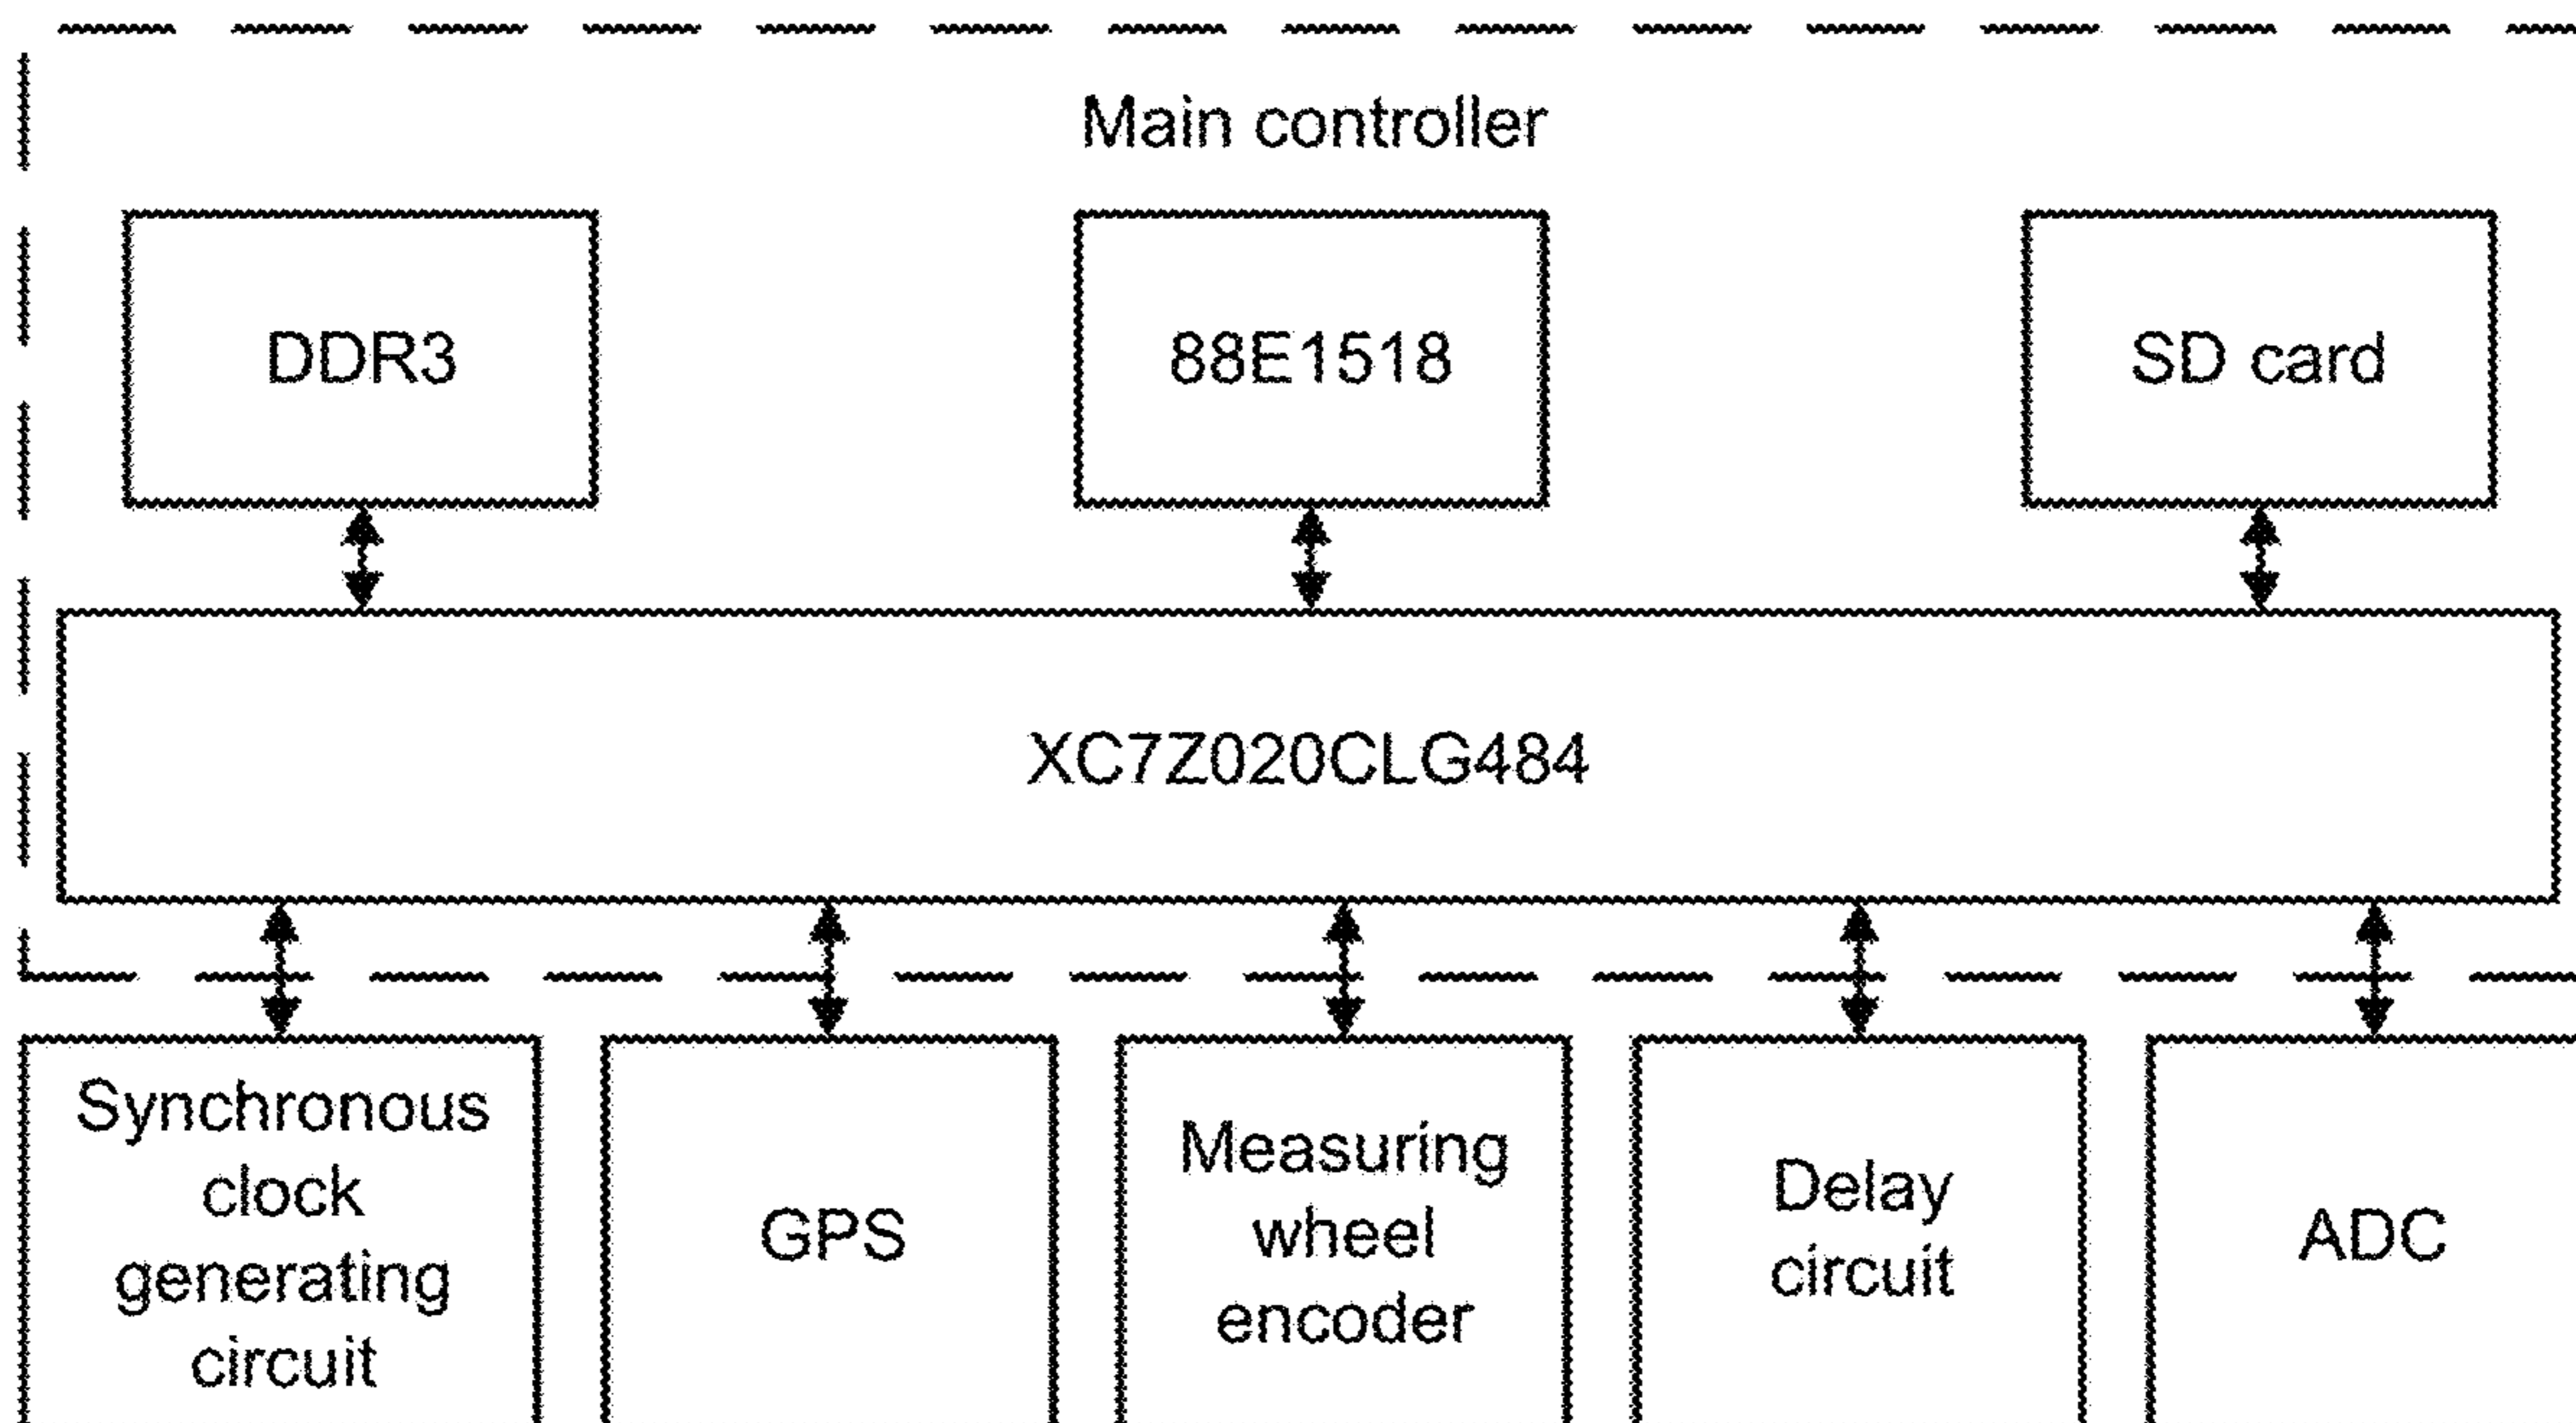 Main controller
DDR3
88E1518
SD card
XC7Z020CLG484
Synchronous
clock
generating
circuit
GPS
Measuring
wheel
encoder
Delay
circuit
ADC